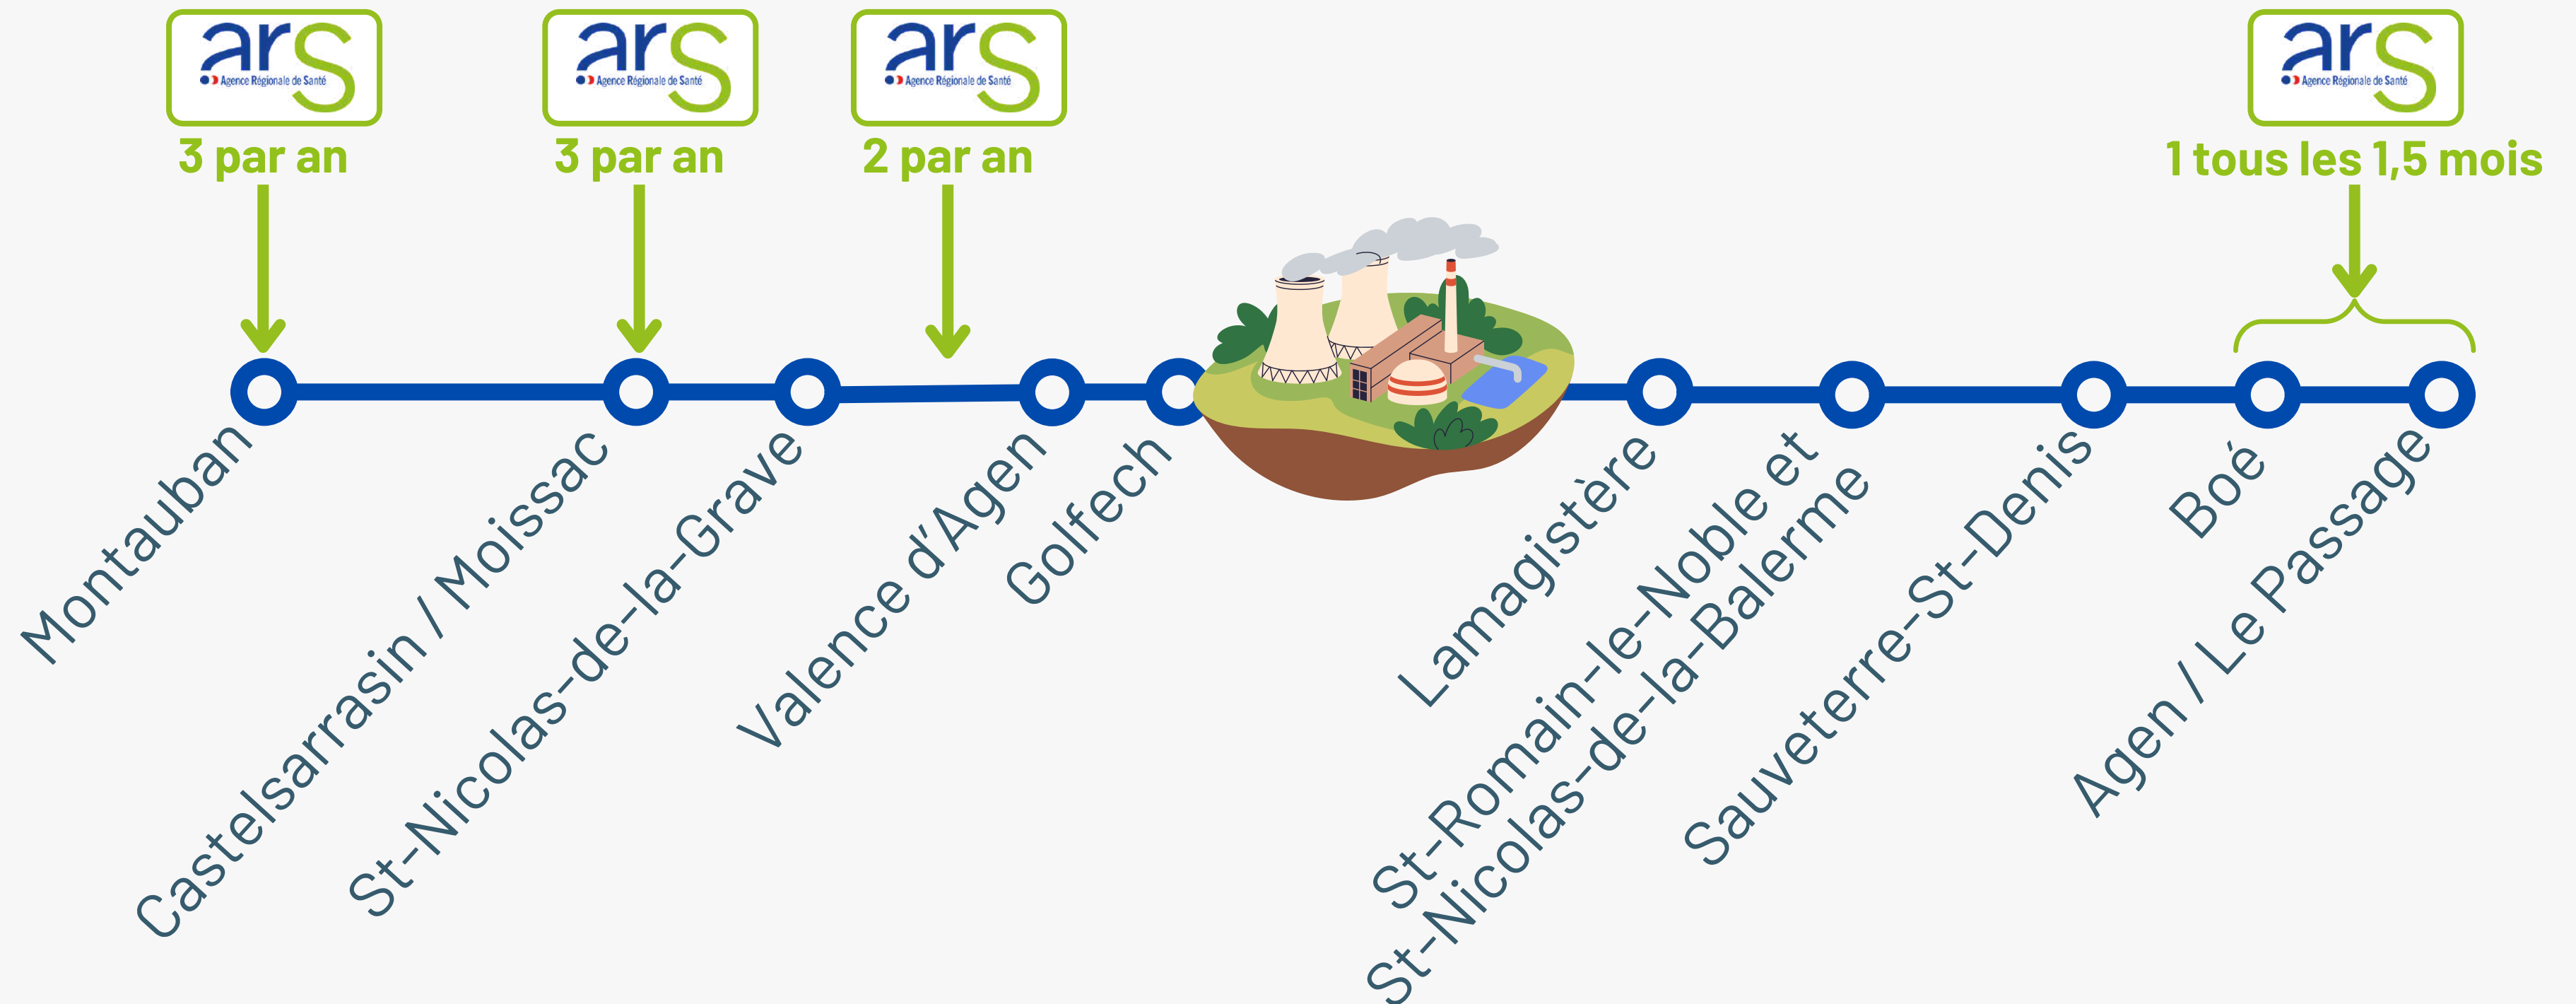 ars
Agence Régionale de Santé
3 par an
ars
Agence Régionale de Santé
3 par an
ars
Agence Régionale de Santé
2 par an
ars
Agence Régionale de Santé
1 tous les 1,5 mois
Montauban
Castelsarrasin / Moissac
St-Nicolas-de-la-Grave
Valence d'Agen
Golfech
Lamagistère
St-Romain-le-Noble et
St-Nicolas-de-la-Balerme
Sauveterre-St-Denis
Boé
Agen / Le Passage